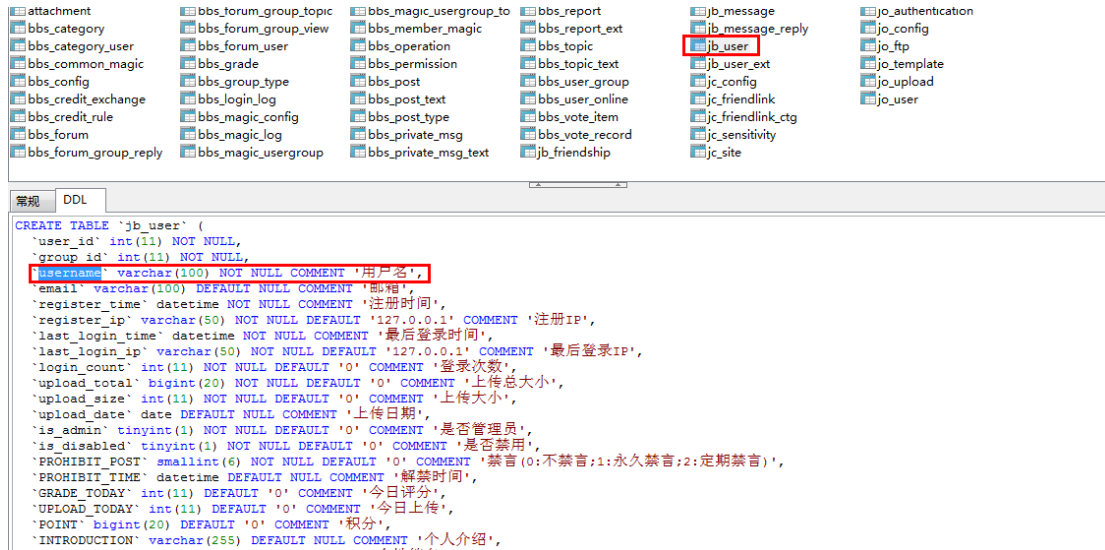 attachment bbs_forum_group_topic bbs_magic_usergroup_to bbs_report jb_message jo_authentication
bbs_category bbs_forum_group_view bbs_member_magic bbs_report_ext jb_message_reply jo_config
bbs_category_user bbs_forum_user bbs_operation bbs_topic jb_user jo_ftp
bbs_common_magic bbs_grade bbs_permission bbs_topic_text jb_user_ext jo_template
bbs_config bbs_group_type bbs_post bbs_user_group jc_config jo_upload
bbs_credit_exchange bbs_login_log bbs_post_text bbs_user_online jc_friendlink jo_user
bbs_credit_rule bbs_magic_config bbs_post_type bbs_vote_item jc_friendlink_ctg
bbs_forum bbs_magic_log bbs_private_msg bbs_vote_record jc_sensitivity
bbs_forum_group_reply bbs_magic_usergroup bbs_private_msg_text jb_friendship jc_site
常规 DDL
CREATE TABLE `jb_user` (
`user_id` int(11) NOT NULL,
`group_id` int(11) NOT NULL,
`username` varchar(100) NOT NULL COMMENT '用户名',
`email` varchar(100) DEFAULT NULL COMMENT '邮箱',
`register_time` datetime NOT NULL COMMENT '注册时间',
`register_ip` varchar(50) NOT NULL DEFAULT '127.0.0.1' COMMENT '注册IP',
`last_login_time` datetime NOT NULL COMMENT '最后登录时间',
`last_login_ip` varchar(50) NOT NULL DEFAULT '127.0.0.1' COMMENT '最后登录IP',
`login_count` int(11) NOT NULL DEFAULT '0' COMMENT '登录次数',
`upload_total` bigint(20) NOT NULL DEFAULT '0' COMMENT '上传总大小',
`upload_size` int(11) NOT NULL DEFAULT '0' COMMENT '上传大小',
`upload_date` date DEFAULT NULL COMMENT '上传日期',
`is_admin` tinyint(1) NOT NULL DEFAULT '0' COMMENT '是否管理员',
`is_disabled` tinyint(1) NOT NULL DEFAULT '0' COMMENT '是否禁用',
`PROHIBIT_POST` smallint(6) NOT NULL DEFAULT '0' COMMENT '禁言(0:不禁言;1:永久禁言;2:定期禁言)',
`PROHIBIT_TIME` datetime DEFAULT NULL COMMENT '解禁时间',
`GRADE_TODAY` int(11) DEFAULT '0' COMMENT '今日评分',
`UPLOAD_TODAY` int(11) DEFAULT '0' COMMENT '今日上传',
`POINT` bigint(20) DEFAULT '0' COMMENT '积分',
`INTRODUCTION` varchar(255) DEFAULT NULL COMMENT '个人介绍',